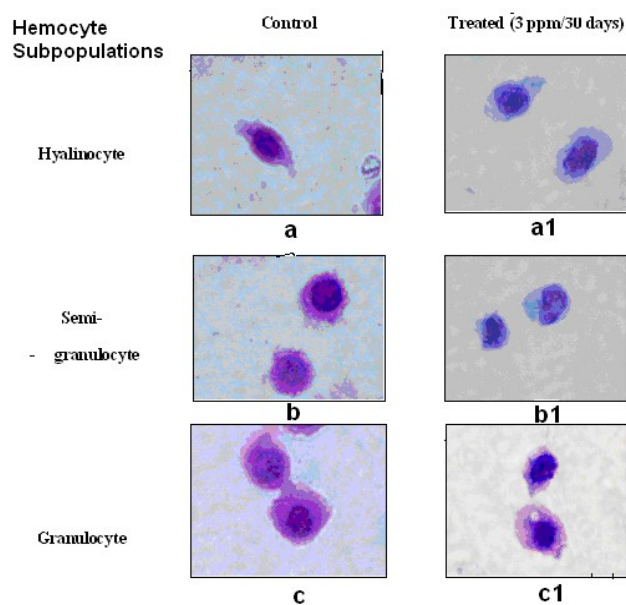 Hemocyte
Subpopulations
Control
Treated (3 ppm/30 days)
Hyalinocyte
a
a1
Semi-
- granulocyte
b
b1
Granulocyte
c
c1